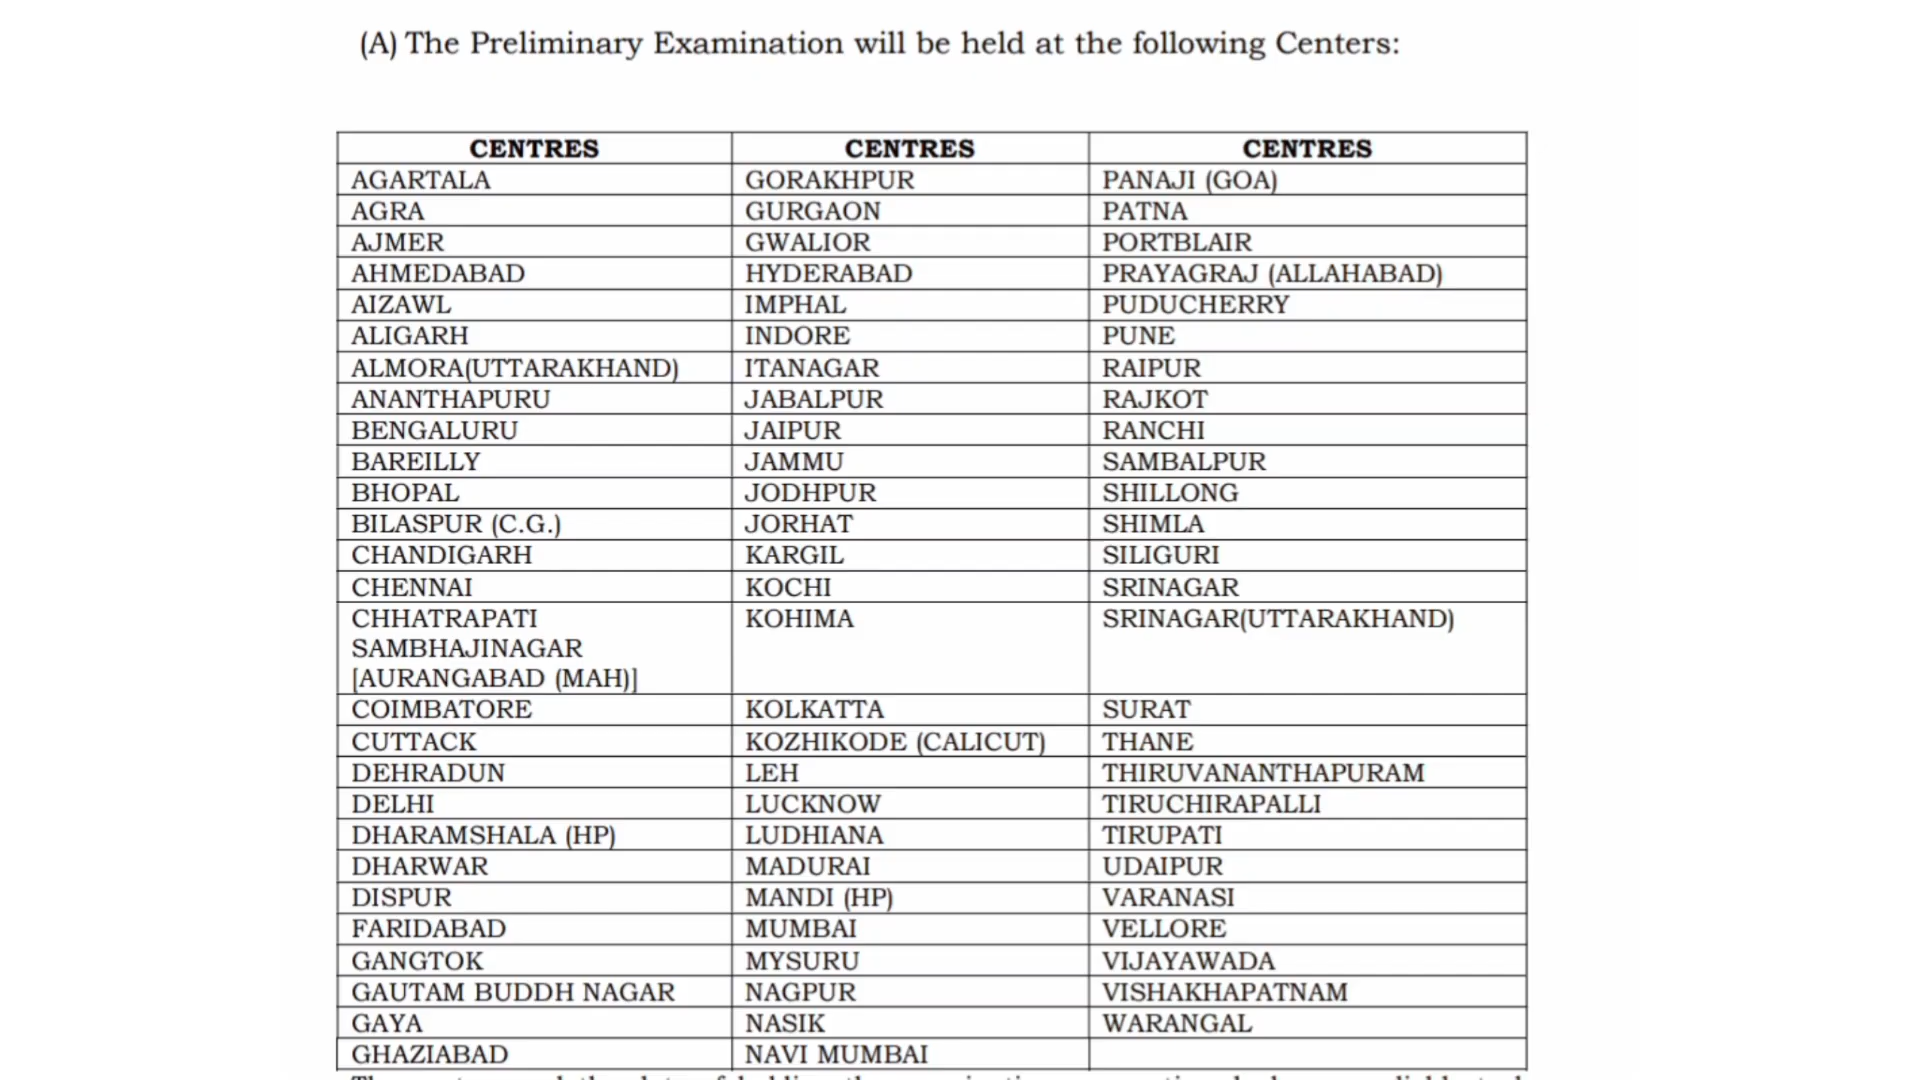 (A) The Preliminary Examination will be held at the following Centers:
CENTRES CENTRES CENTRES
AGARTALA GORAKHPUR PANAJI (GOA)
AGRA GURGAON PATNA
AJMER GWALIOR PORTBLAIR
AHMEDABAD HYDERABAD PRAYAGRAJ (ALLAHABAD)
AIZAWL IMPHAL PUDUCHERRY
ALIGARH INDORE PUNE
ALMORA(UTTARAKHAND) ITANAGAR RAIPUR
ANANTHAPURU JABALPUR RAJKOT
BENGALURU JAIPUR RANCHI
BAREILLY JAMMU SAMBALPUR
BHOPAL JODHPUR SHILLONG
BILASPUR (C.G.) JORHAT SHIMLA
CHANDIGARH KARGIL SILIGURI
CHENNAI KOCHI SRINAGAR
CHHATRAPATI KOHIMA SRINAGAR(UTTARAKHAND)
SAMBHAJINAGAR
[AURANGABAD (MAH)]
COIMBATORE KOLKATTA SURAT
CUTTACK KOZHIKODE (CALICUT) THANE
DEHRADUN LEH THIRUVANANTHAPURAM
DELHI LUCKNOW TIRUCHIRAPALLI
DHARAMSHALA (HP) LUDHIANA TIRUPATI
DHARWAR MADURAI UDAIPUR
DISPUR MANDI (HP) VARANASI
FARIDABAD MUMBAI VELLORE
GANGTOK MYSURU VIJAYAWADA
GAUTAM BUDDH NAGAR NAGPUR VISHAKHAPATNAM
GAYA NASIK WARANGAL
GHAZIABAD NAVI MUMBAI